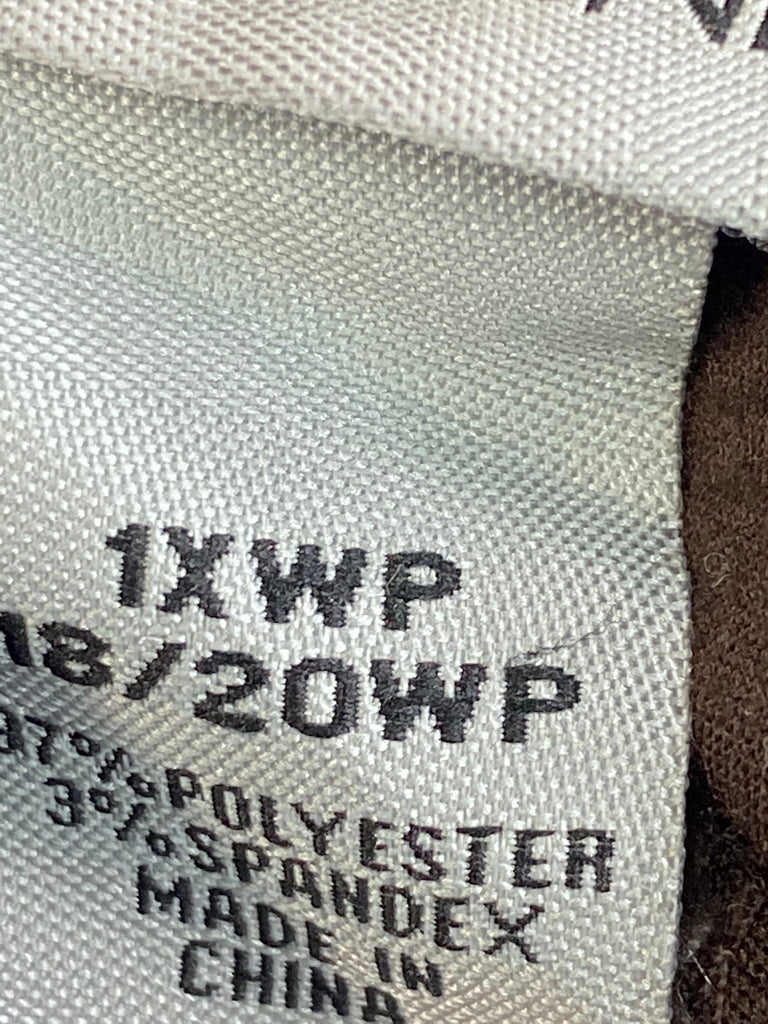 1XWP
18/20WP
97%POLYESTER
3%SPANDEX
MADE IN
CHINA